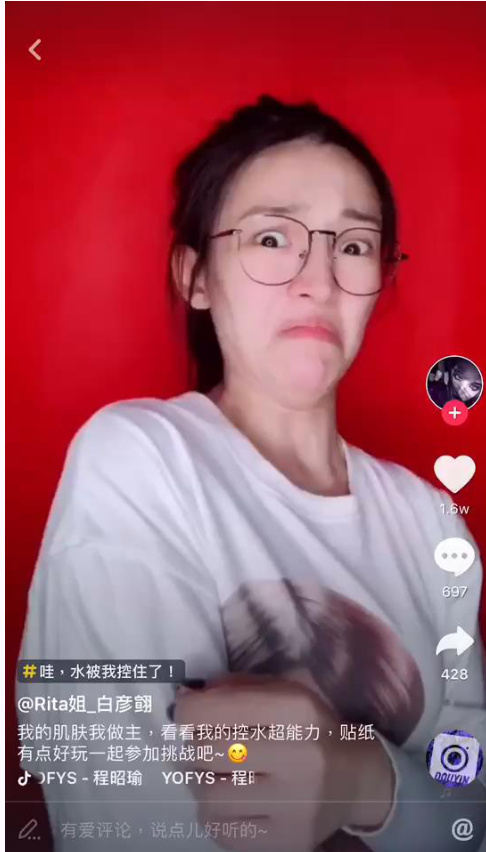 1.6w
697
428
#哇，水被我控住了！
@Rita姐_白彦翧
我的肌肤我做主，看看我的控水超能力，贴纸
有点好玩一起参加挑战吧~😋
OFYS - 程昭瑜 YOFYS - 程
DOUYIN
有爱评论，说点儿好听的~
@